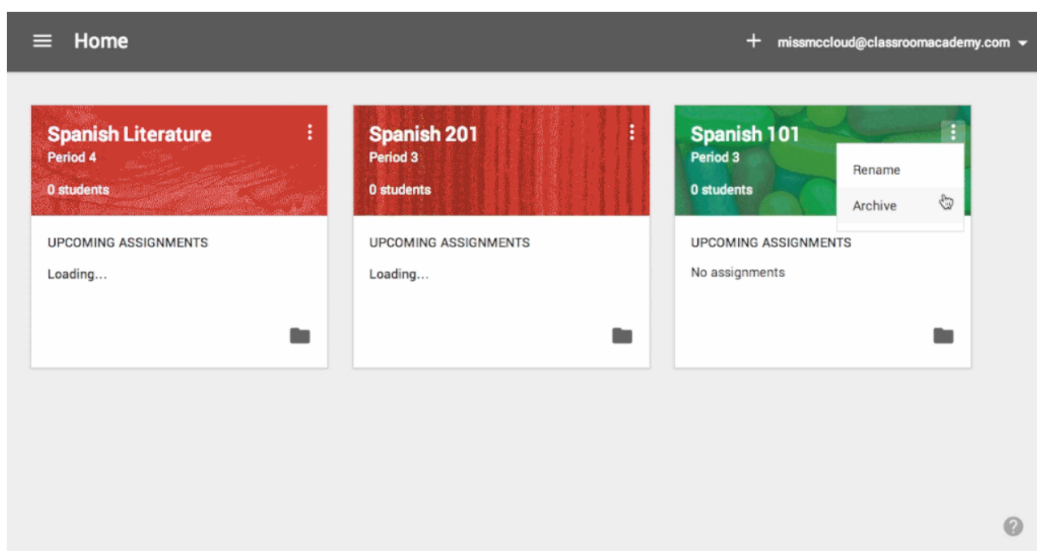 Home
missmccloud@classroomacademy.com
Spanish Literature
Period 4
0 students
UPCOMING ASSIGNMENTS
Loading...
Spanish 201
Period 3
0 students
UPCOMING ASSIGNMENTS
Loading...
Spanish 101
Period 3
0 students
Rename
Archive
UPCOMING ASSIGNMENTS
No assignments